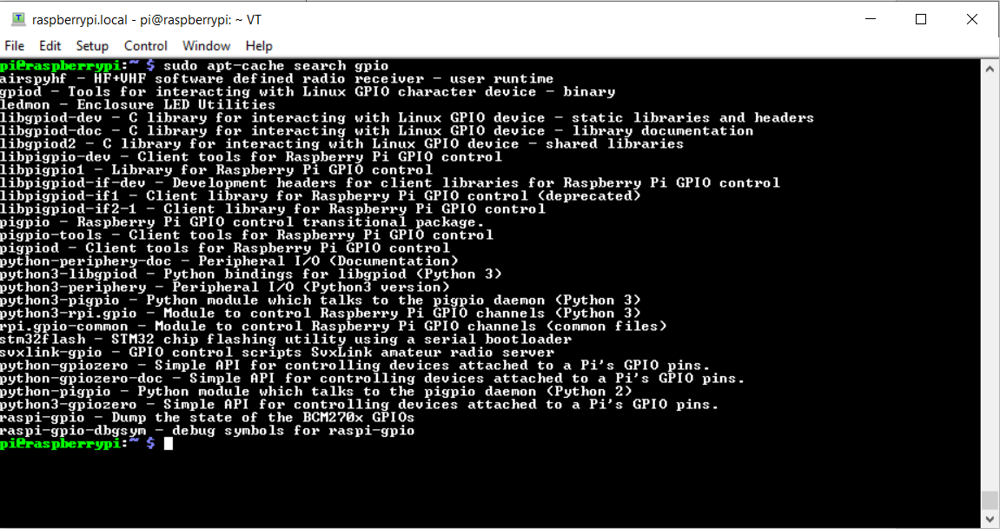 raspberrypi.local - pi@raspberrypi: ~ VT
File Edit Setup Control Window Help
pi@raspberrypi:~ $ sudo apt-cache search gpio
airspyhf - HF+VHF software defined radio receiver - user runtime
gpiod - Tools for interacting with Linux GPIO character device - binary
ledmon - Enclosure LED Utilities
libgpiod-dev - C library for interacting with Linux GPIO device - static libraries and headers
libgpiod-doc - C library for interacting with Linux GPIO device - library documentation
libgpiod2 - C library for interacting with Linux GPIO device - shared libraries
libpigpio-dev - Client tools for Raspberry Pi GPIO control
libpigpio1 - Library for Raspberry Pi GPIO control
libpigpiod-if-dev - Development headers for client libraries for Raspberry Pi GPIO control
libpigpiod-if1 - Client library for Raspberry Pi GPIO control (deprecated)
libpigpiod-if2-1 - Client library for Raspberry Pi GPIO control
pigpio - Raspberry Pi GPIO control transitional package.
pigpio-tools - Client tools for Raspberry Pi GPIO control
pigpiod - Client tools for Raspberry Pi GPIO control
python-periphery-doc - Peripheral I/O (Documentation)
python3-libgpiod - Python bindings for libgpiod (Python 3)
python3-periphery - Peripheral I/O (Python3 version)
python3-pigpio - Python module which talks to the pigpio daemon (Python 3)
python3-rpi.gpio - Module to control Raspberry Pi GPIO channels (Python 3)
rpi.gpio-common - Module to control Raspberry Pi GPIO channels (common files)
stm32flash - STM32 chip flashing utility using a serial bootloader
svxlink-gpio - GPIO control scripts SvxLink amateur radio server
python-gpiozero - Simple API for controlling devices attached to a Pi's GPIO pins.
python-gpiozero-doc - Simple API for controlling devices attached to a Pi's GPIO pins.
python-pigpio - Python module which talks to the pigpio daemon (Python 2)
python3-gpiozero - Simple API for controlling devices attached to a Pi's GPIO pins.
raspi-gpio - Dump the state of the BCM270x GPIOs
raspi-gpio-dbgsym - debug symbols for raspi-gpio
pi@raspberrypi:~ $